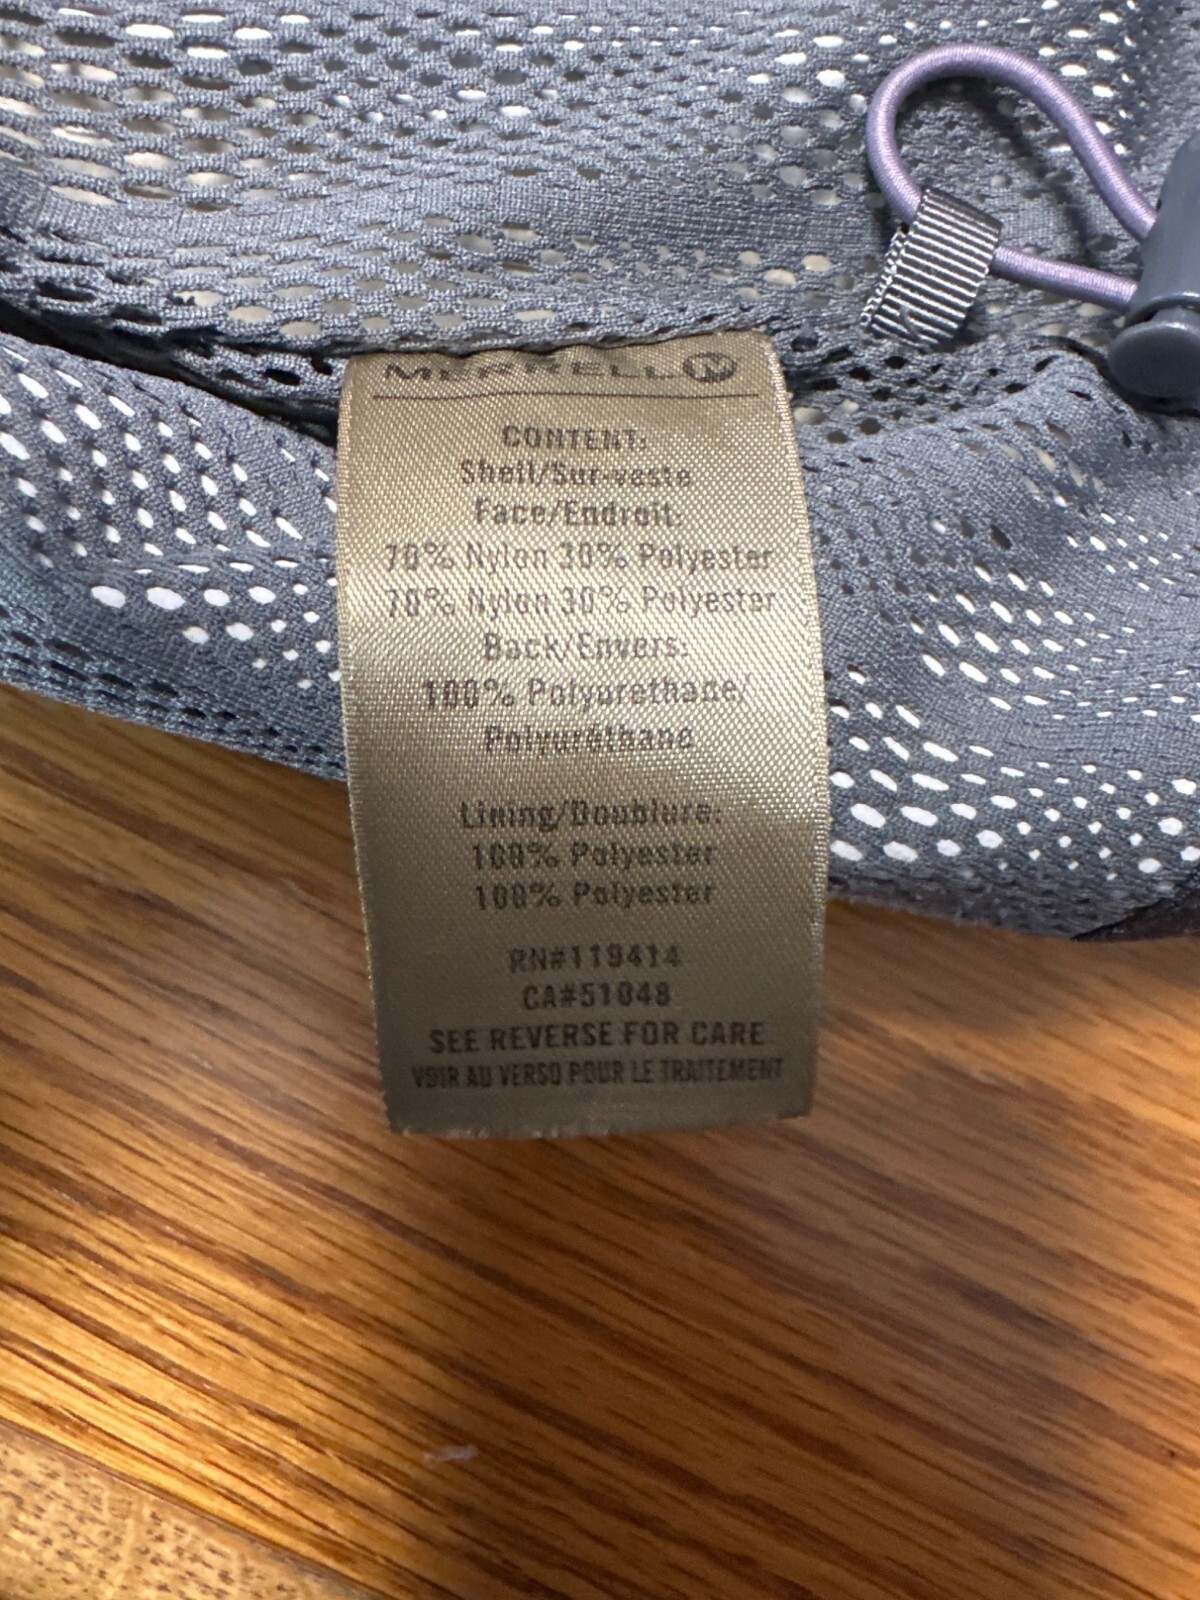 MERRELL
CONTENT:
Shell/Sur-veste
Face/Endroit:
70% Nylon 30% Polyester
70% Nylon 30% Polyester
Back/Envers:
100% Polyurethane/
Polyuréthane
Lining/Doublure:
100% Polyester
100% Polyester
RN#119414
CA#51048
SEE REVERSE FOR CARE
VOIR AU VERSO POUR LE TRAITEMENT